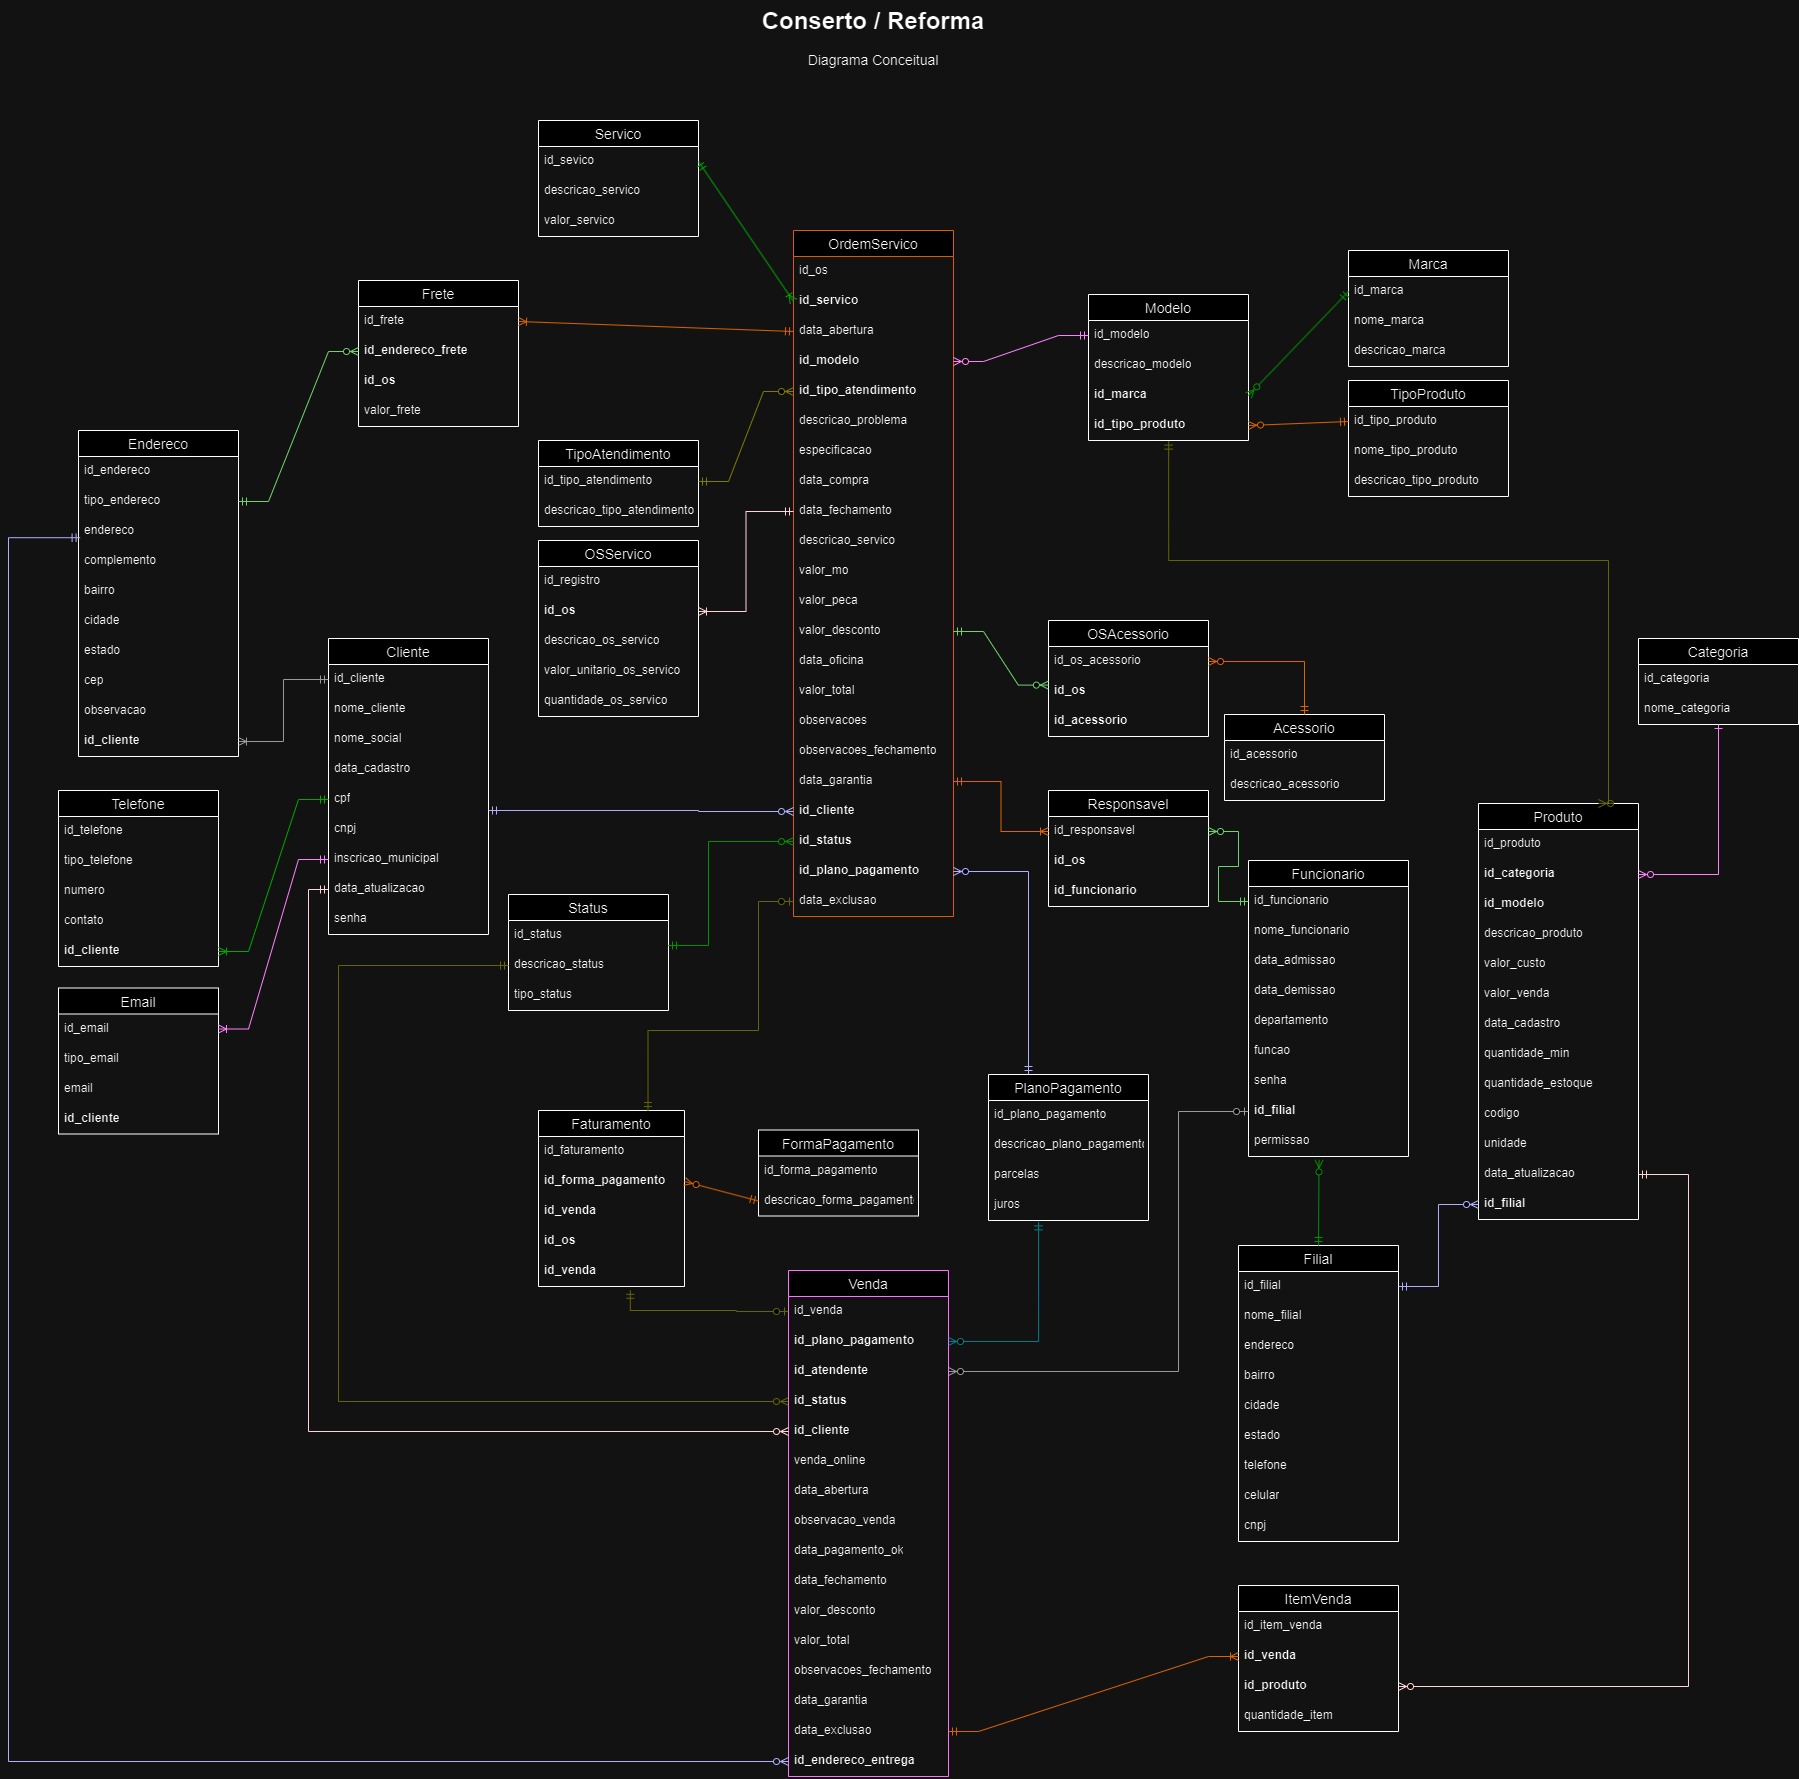 Conserto / Reforma
Diagrama Conceitual
Servico
id_sevico
descricao_servico
valor_servico
OrdemServico
id_os
id_servico
data_abertura
id_modelo
id_tipo_atendimento
descricao_problema
especificacao
data_compra
data_fechamento
descricao_servico
valor_mo
valor_peca
valor_desconto
data_oficina
valor_total
observacoes
observacoes_fechamento
data_garantia
id_cliente
id_status
id_plano_pagamento
data_exclusao
Marca
id_marca
nome_marca
descricao_marca
Frete
id_frete
id_endereco_frete
id_os
valor_frete
Modelo
id_modelo
descricao_modelo
id_marca
id_tipo_produto
TipoProduto
id_tipo_produto
nome_tipo_produto
descricao_tipo_produto
Endereco
id_endereco
tipo_endereco
endereco
complemento
bairro
cidade
estado
cep
observacao
id_cliente
TipoAtendimento
id_tipo_atendimento
descricao_tipo_atendimento
OSServico
id_registro
id_os
descricao_os_servico
valor_unitario_os_servico
quantidade_os_servico
OSAcessorio
id_os_acessorio
id_os
id_acessorio
Cliente
id_cliente
nome_cliente
nome_social
data_cadastro
cpf
cnpj
inscricao_municipal
data_atualizacao
senha
Categoria
id_categoria
nome_categoria
Acessorio
id_acessorio
descricao_acessorio
Telefone
id_telefone
tipo_telefone
numero
contato
id_cliente
Responsavel
id_responsavel
id_os
id_funcionario
Produto
id_produto
id_categoria
id_modelo
descricao_produto
valor_custo
valor_venda
data_cadastro
quantidade_min
quantidade_estoque
codigo
unidade
data_atualizacao
id_filial
Funcionario
id_funcionario
nome_funcionario
data_admissao
data_demissao
departamento
funcao
senha
id_filial
permissao
Status
id_status
descricao_status
tipo_status
Email
id_email
tipo_email
email
id_cliente
PlanoPagamento
id_plano_pagamento
descricao_plano_pagament
parcelas
juros
Faturamento
id_faturamento
id_forma_pagamento
id_venda
id_os
id_venda
FormaPagamento
id_forma_pagamento
descricao_forma_pagament
Filial
id_filial
nome_filial
endereco
bairro
cidade
estado
telefone
celular
cnpj
Venda
id_venda
id_plano_pagamento
id_atendente
id_status
id_cliente
venda_online
data_abertura
observacao_venda
data_pagamento_ok
data_fechamento
valor_desconto
valor_total
observacoes_fechamento
data_garantia
data_exclusao
id_endereco_entrega
ItemVenda
id_item_venda
id_venda
id_produto
quantidade_item